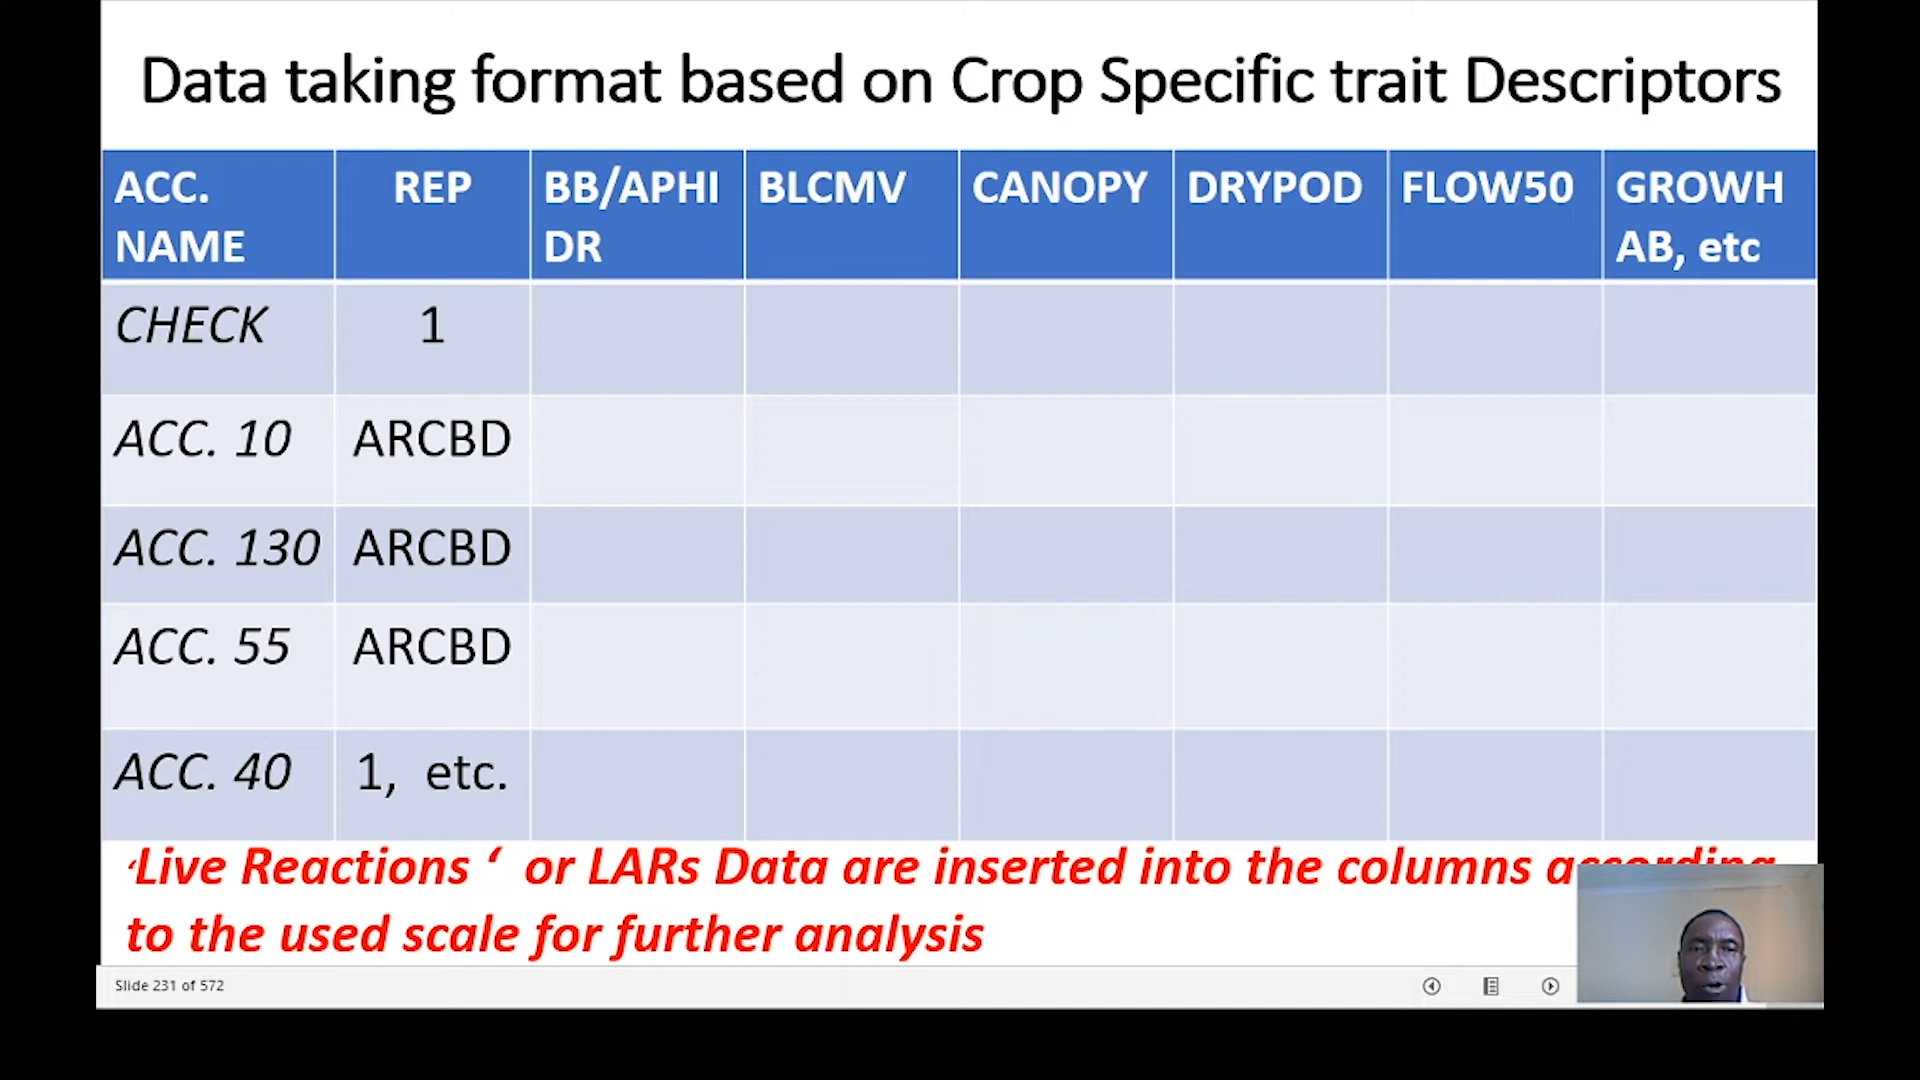 Data taking format based on Crop Specific trait Descriptors
ACC. NAME REP BB/APHI DR BLCMV CANOPY DRYPOD FLOW50 GROWH AB, etc
CHECK 1
ACC. 10 ARCBD
ACC. 130 ARCBD
ACC. 55 ARCBD
ACC. 40 1, etc.
‘Live Reactions ‘ or LARs Data are inserted into the columns according
to the used scale for further analysis
Slide 231 of 572